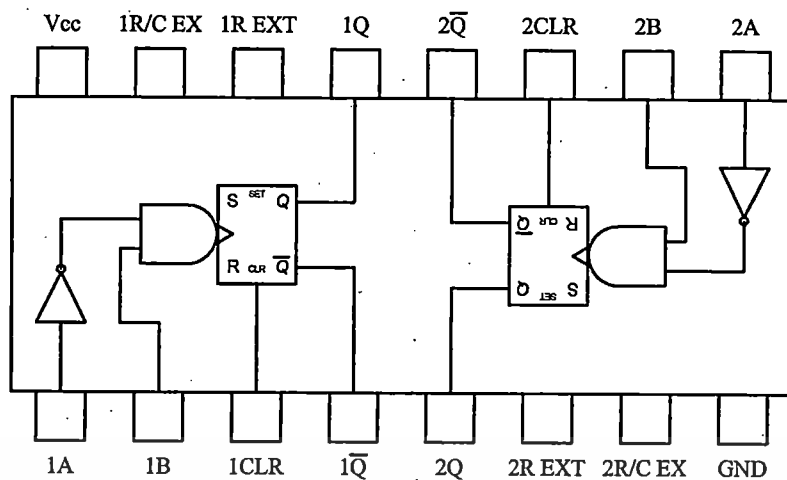 Vcc 1R/C EX 1R EXT 1Q 2Q̅ 2CLR 2B 2A
S SET Q
R CLR Q̅
R CLR Q̅
S SET Q
1A 1B 1CLR 1Q̅ 2Q 2R EXT 2R/C EX GND